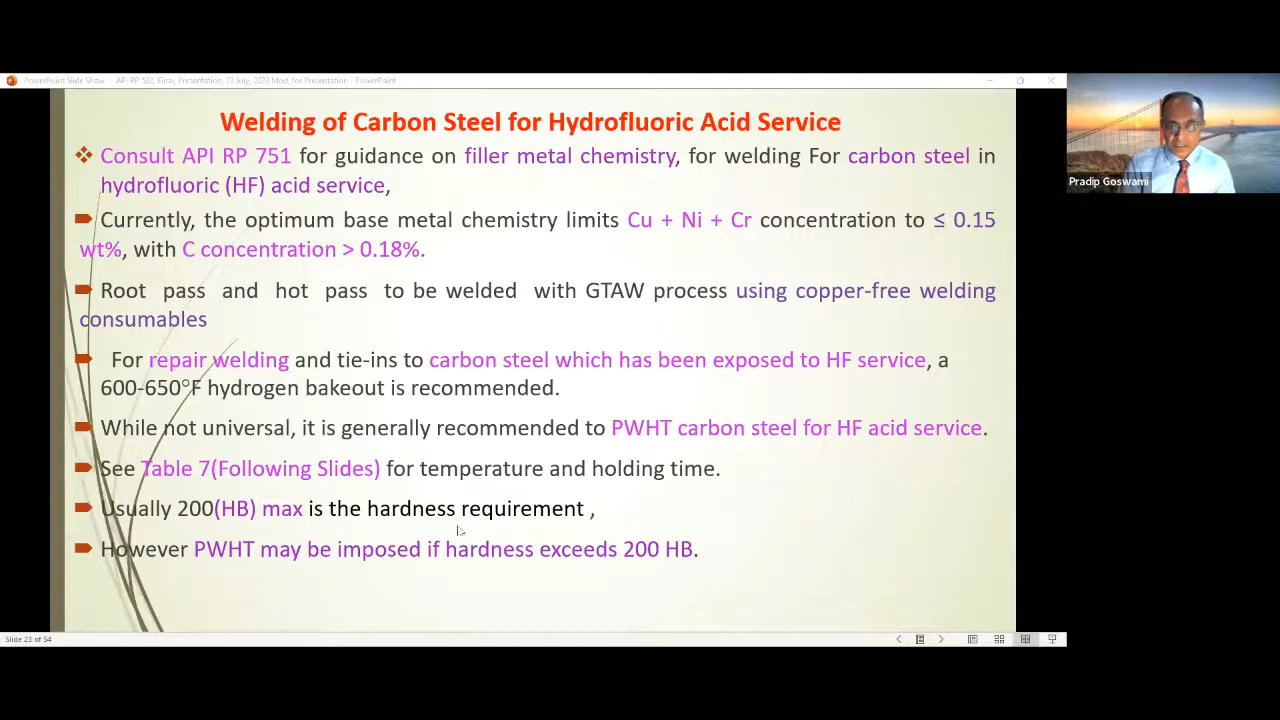 PowerPoint Slide Show - API RP 582, Final, Presentation, 23 July, 2022,Mod, for Presentation - PowerPoint
Welding of Carbon Steel for Hydrofluoric Acid Service
Consult API RP 751 for guidance on filler metal chemistry, for welding For carbon steel in
hydrofluoric (HF) acid service,
Pradip Goswami
Currently, the optimum base metal chemistry limits Cu + Ni + Cr concentration to ≤ 0.15
wt%, with C concentration > 0.18%.
Root pass and hot pass to be welded with GTAW process using copper-free welding
consumables
For repair welding and tie-ins to carbon steel which has been exposed to HF service, a
600-650°F hydrogen bakeout is recommended.
While not universal, it is generally recommended to PWHT carbon steel for HF acid service.
See Table 7(Following Slides) for temperature and holding time.
Usually 200(HB) max is the hardness requirement ,
However PWHT may be imposed if hardness exceeds 200 HB.
Slide 23 of 54